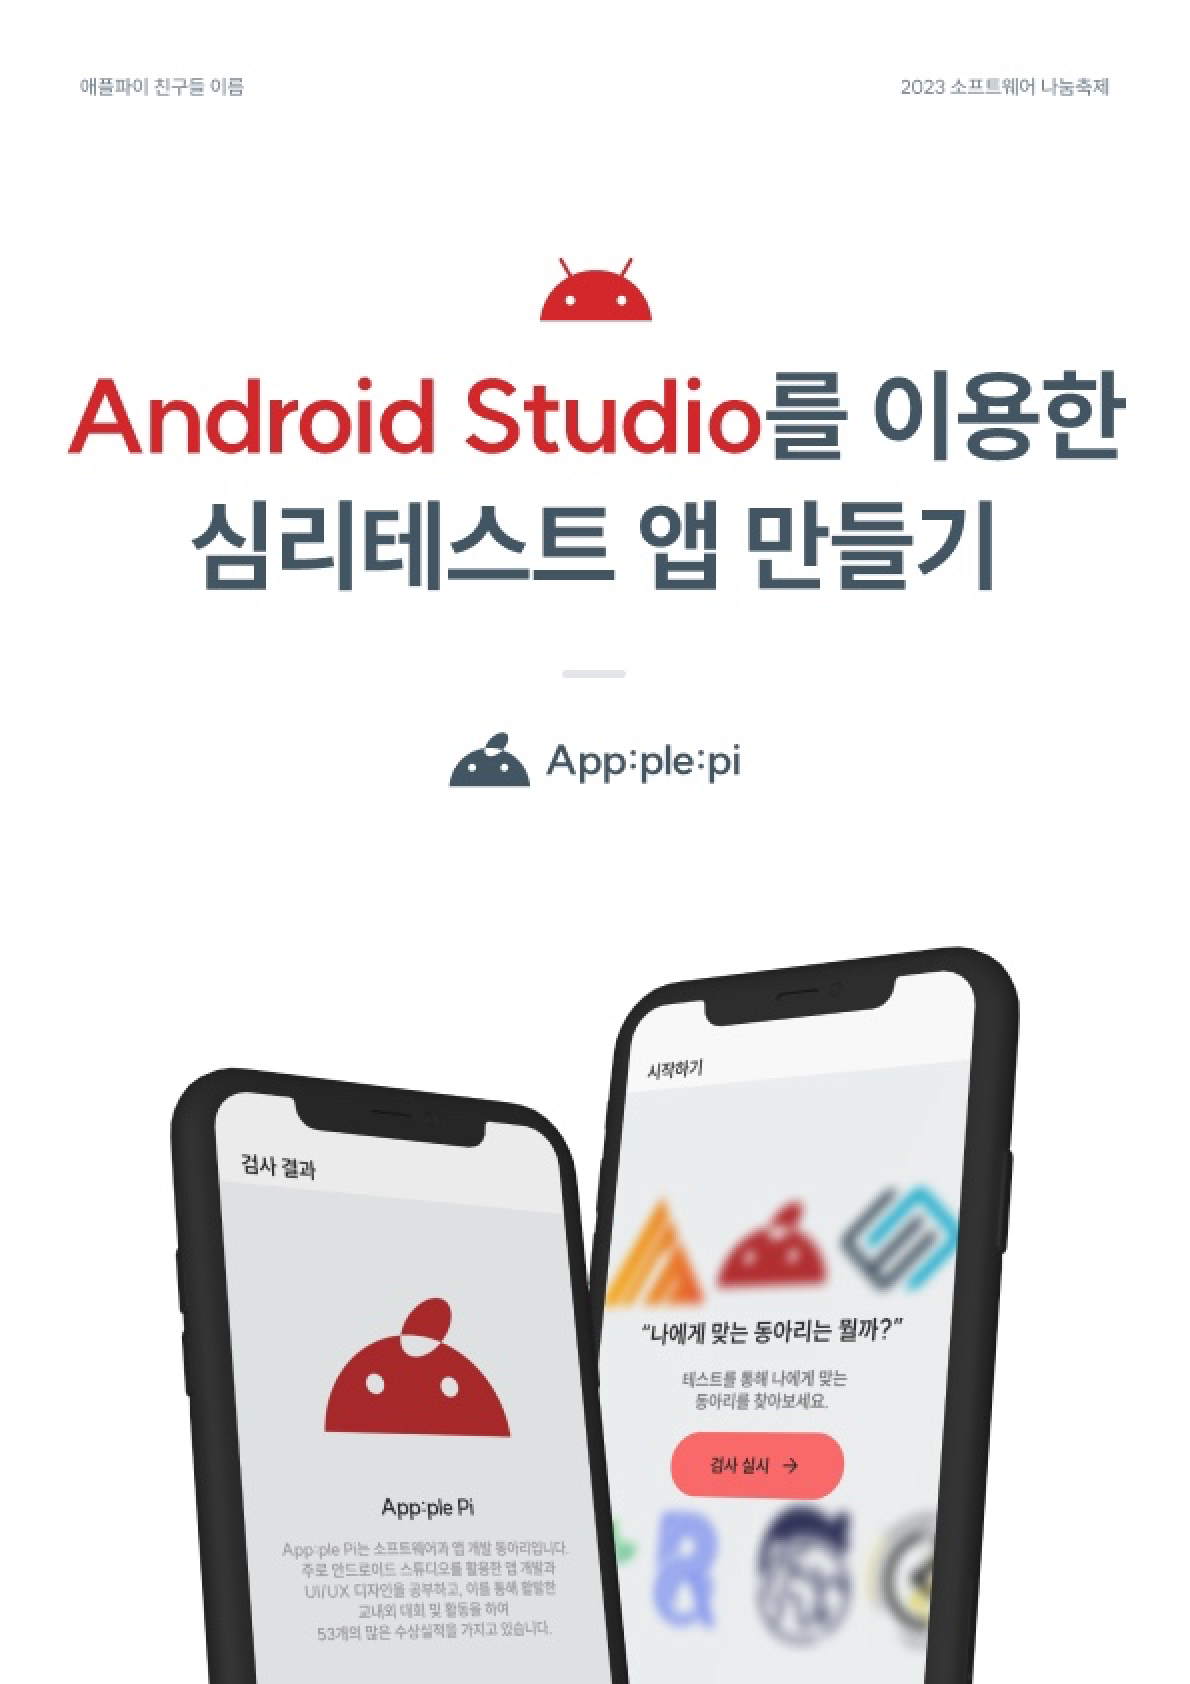 애플파이 친구들 이름
2023 소프트웨어 나눔축제
Android Studio를 이용한
심리테스트 앱 만들기
App:ple:pi
시작하기
“나에게 맞는 동아리는 뭘까?”
테스트를 통해 나에게 맞는
동아리를 찾아보세요.
검사 실시 →
검사 결과
App:ple Pi
App:ple Pi는 소프트웨어과 앱 개발 동아리입니다.
주로 안드로이드 스튜디오를 활용한 앱 개발과
UI/UX 디자인을 공부하고, 이를 통해 활발한
교내외 대회 및 활동을 하여
53개의 많은 수상실적을 가지고 있습니다.